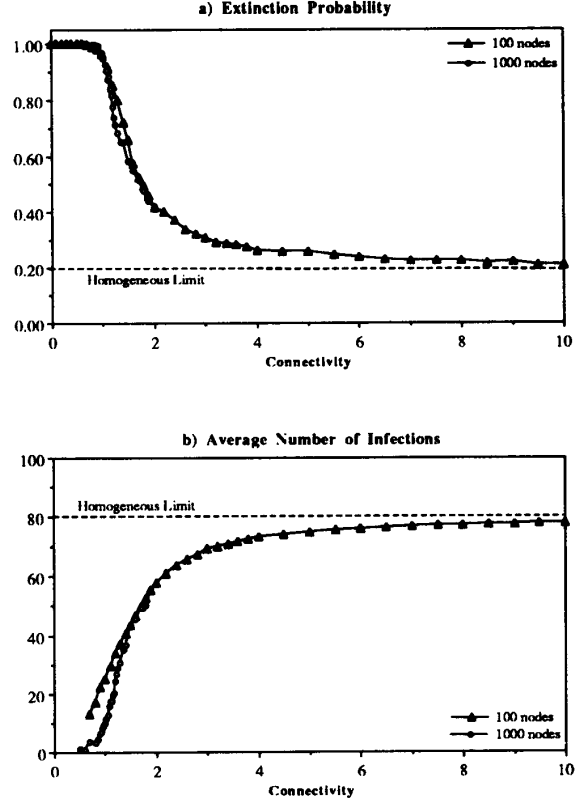 a) Extinction Probability
1.00
0.80
0.60
0.40
0.20
0.00
100 nodes
1000 nodes
Homogeneous Limit
0 2 4 6 8 10
Connectivity
b) Average Number of Infections
100
80
60
40
20
0
Homogeneous Limit
100 nodes
1000 nodes
0 2 4 6 8 10
Connectivity